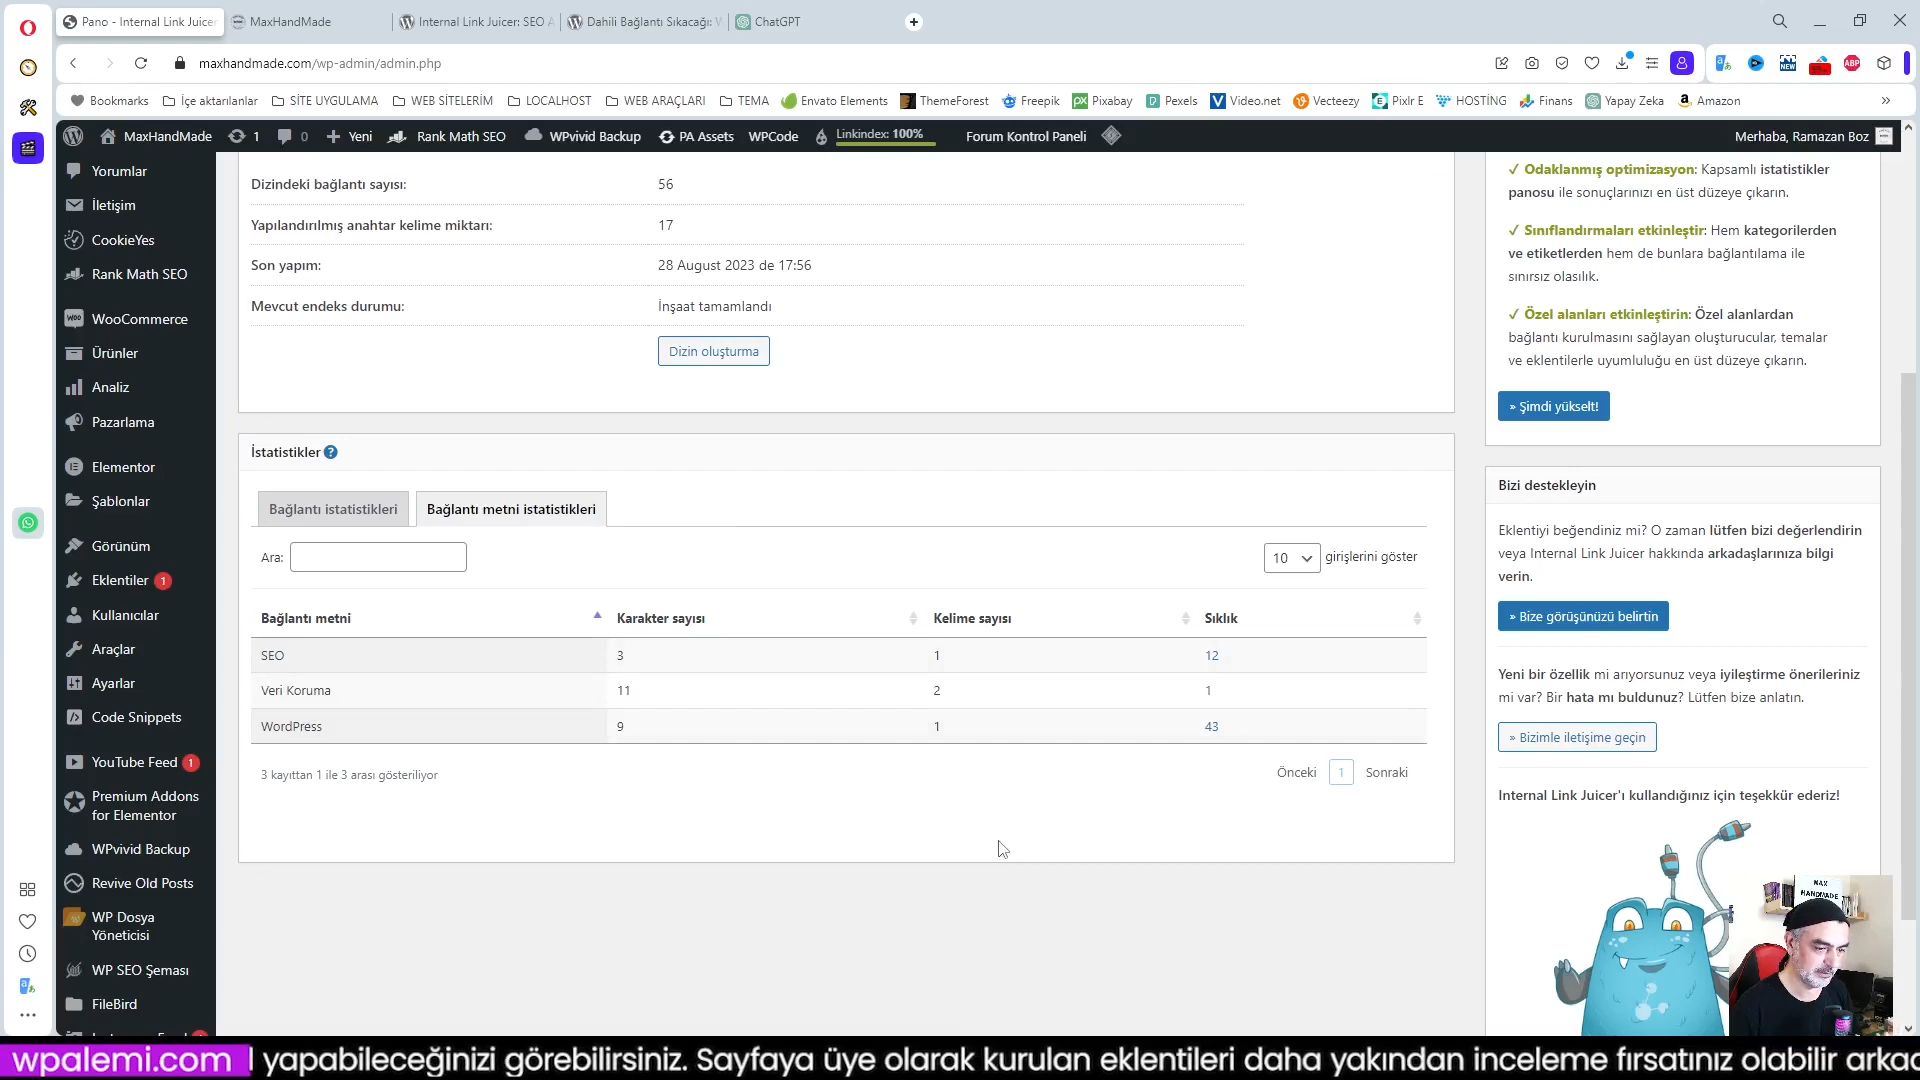 Pano - Internal Link Juicer
MaxHandMade
Internal Link Juicer: SEO A
Dahili Bağlantı Sıkacağı: W
ChatGPT
maxhandmade.com/wp-admin/admin.php
Bookmarks
İçe aktarılanlar
SİTE UYGULAMA
WEB SİTELERİM
LOCALHOST
WEB ARAÇLARI
TEMA
Envato Elements
ThemeForest
Freepik
Pixabay
Pexels
Video.net
Vecteezy
Pixlr E
HOSTİNG
Finans
Yapay Zeka
Amazon
MaxHandMade
1
0
Yeni
Rank Math SEO
WPvivid Backup
PA Assets
WPCode
Linkindex: 100%
Forum Kontrol Paneli
Merhaba, Ramazan Boz
Yorumlar
İletişim
CookieYes
Rank Math SEO
WooCommerce
Ürünler
Analiz
Pazarlama
Elementor
Şablonlar
Görünüm
Eklentiler 1
Kullanıcılar
Araçlar
Ayarlar
Code Snippets
YouTube Feed 1
Premium Addons
for Elementor
WPvivid Backup
Revive Old Posts
WP Dosya
Yöneticisi
WP SEO Şeması
FileBird
Dizindeki bağlantı sayısı: 56
Yapılandırılmış anahtar kelime miktarı: 17
Son yapım: 28 August 2023 de 17:56
Mevcut endeks durumu: İnşaat tamamlandı
Dizin oluşturma
İstatistikler ?
Bağlantı istatistikleri
Bağlantı metni istatistikleri
Ara:
10 girişlerini göster
Bağlantı metni Karakter sayısı Kelime sayısı Sıklık
SEO 3 1 12
Veri Koruma 11 2 1
WordPress 9 1 43
3 kayıttan 1 ile 3 arası gösteriliyor
Önceki 1 Sonraki
✓ Odaklanmış optimizasyon: Kapsamlı istatistikler
panosu ile sonuçlarınızı en üst düzeye çıkarın.
✓ Sınıflandırmaları etkinleştir: Hem kategorilerden
ve etiketlerden hem de bunlara bağlantılama ile
sınırsız olasılık.
✓ Özel alanları etkinleştirin: Özel alanlardan
bağlantı kurulmasını sağlayan oluşturucular, temalar
ve eklentilerle uyumluluğu en üst düzeye çıkarın.
» Şimdi yükselt!
Bizi destekleyin
Eklentiyi beğendiniz mi? O zaman lütfen bizi değerlendirin
veya Internal Link Juicer hakkında arkadaşlarınıza bilgi
verin.
» Bize görüşünüzü belirtin
Yeni bir özellik mi arıyorsunuz veya iyileştirme önerileriniz
mi var? Bir hata mı buldunuz? Lütfen bize anlatın.
» Bizimle iletişime geçin
Internal Link Juicer'ı kullandığınız için teşekkür ederiz!
MAX
HANDMADE
wpalemi.com
yapabileceğinizi görebilirsiniz. Sayfaya üye olarak kurulan eklentileri daha yakından inceleme fırsatınız olabilir arkad